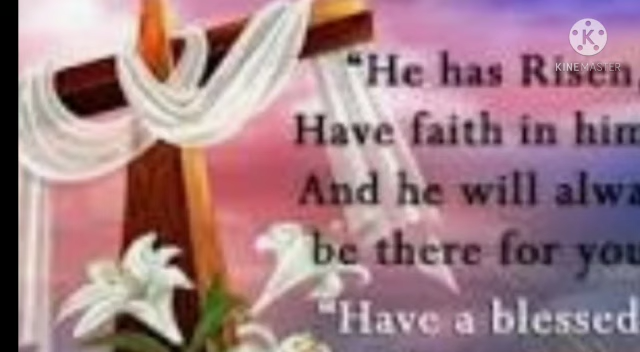 KINEMASTER
“He has Risen,
Have faith in him
And he will alwa
be there for you
“Have a blessed